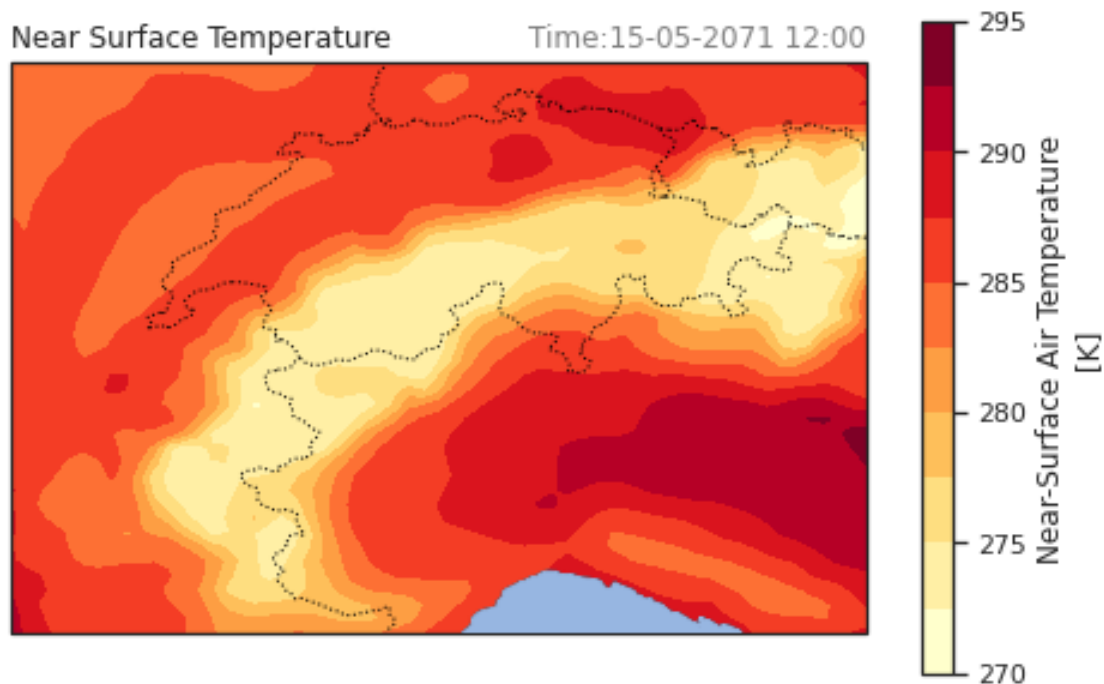 Near Surface Temperature
Time:15-05-2071 12:00
295
290
285
280
275
270
Near-Surface Air Temperature
[K]